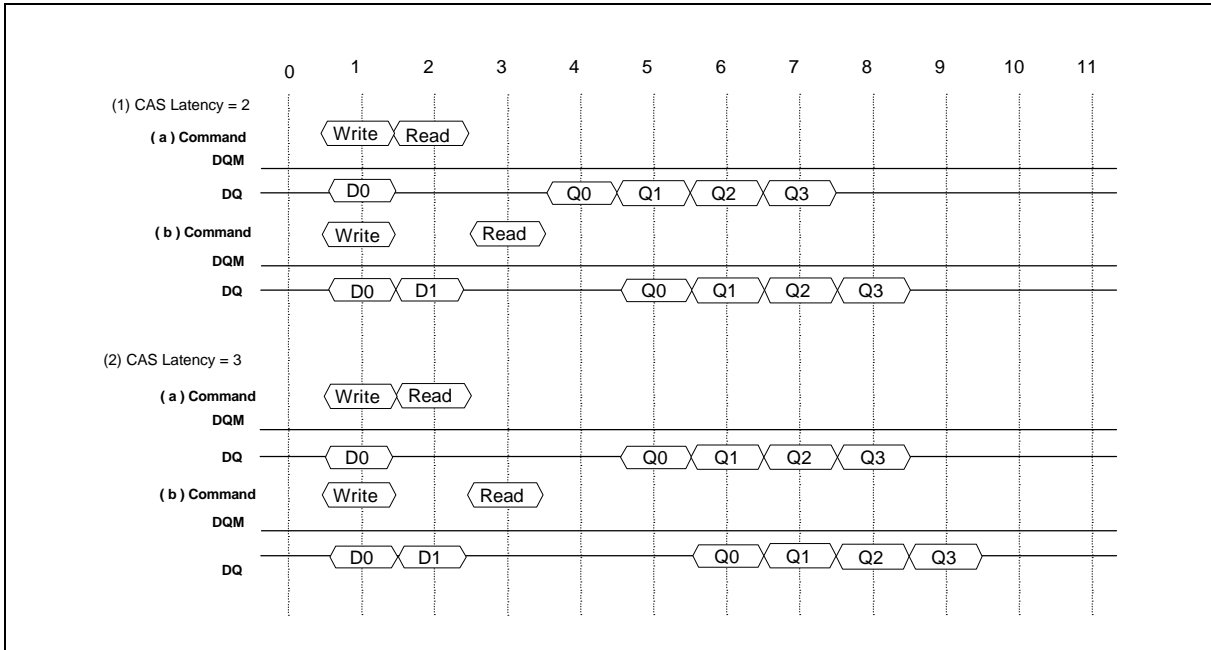 0 1 2 3 4 5 6 7 8 9 10 11
(1) CAS Latency = 2
( a ) Command Write Read
DQM
DQ D0 Q0 Q1 Q2 Q3
( b ) Command Write Read
DQM
DQ D0 D1 Q0 Q1 Q2 Q3
(2) CAS Latency = 3
( a ) Command Write Read
DQM
DQ D0 Q0 Q1 Q2 Q3
( b ) Command Write Read
DQM
DQ D0 D1 Q0 Q1 Q2 Q3